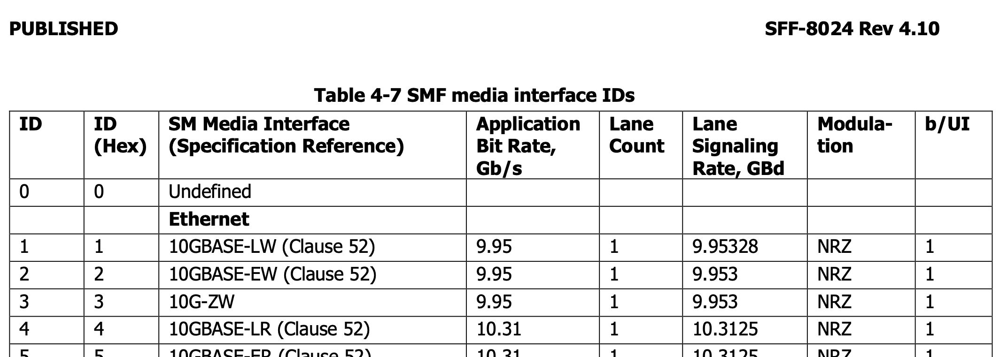 PUBLISHED SFF-8024 Rev 4.10
Table 4-7 SMF media interface IDs
ID ID (Hex) SM Media Interface (Specification Reference) Application Bit Rate, Gb/s Lane Count Lane Signaling Rate, GBd Modula-tion b/UI
0 0 Undefined
Ethernet
1 1 10GBASE-LW (Clause 52) 9.95 1 9.95328 NRZ 1
2 2 10GBASE-EW (Clause 52) 9.95 1 9.953 NRZ 1
3 3 10G-ZW 9.95 1 9.953 NRZ 1
4 4 10GBASE-LR (Clause 52) 10.31 1 10.3125 NRZ 1
5 5 10GBASE-ER (Clause 52) 10.31 1 10.3125 NRZ 1